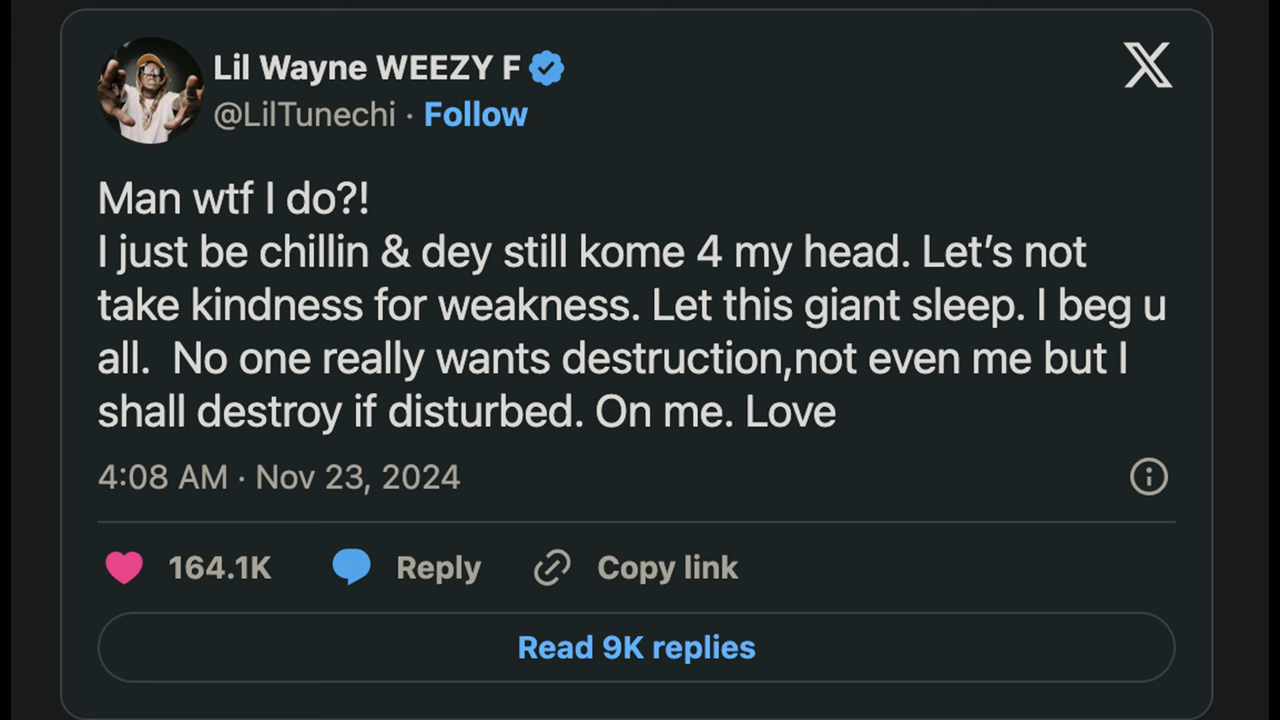 Lil Wayne WEEZY F
@LilTunechi · Follow
Man wtf I do?!
I just be chillin & dey still kome 4 my head. Let’s not
take kindness for weakness. Let this giant sleep. I beg u
all.  No one really wants destruction,not even me but I
shall destroy if disturbed. On me. Love
4:08 AM · Nov 23, 2024
164.1K Reply Copy link
Read 9K replies